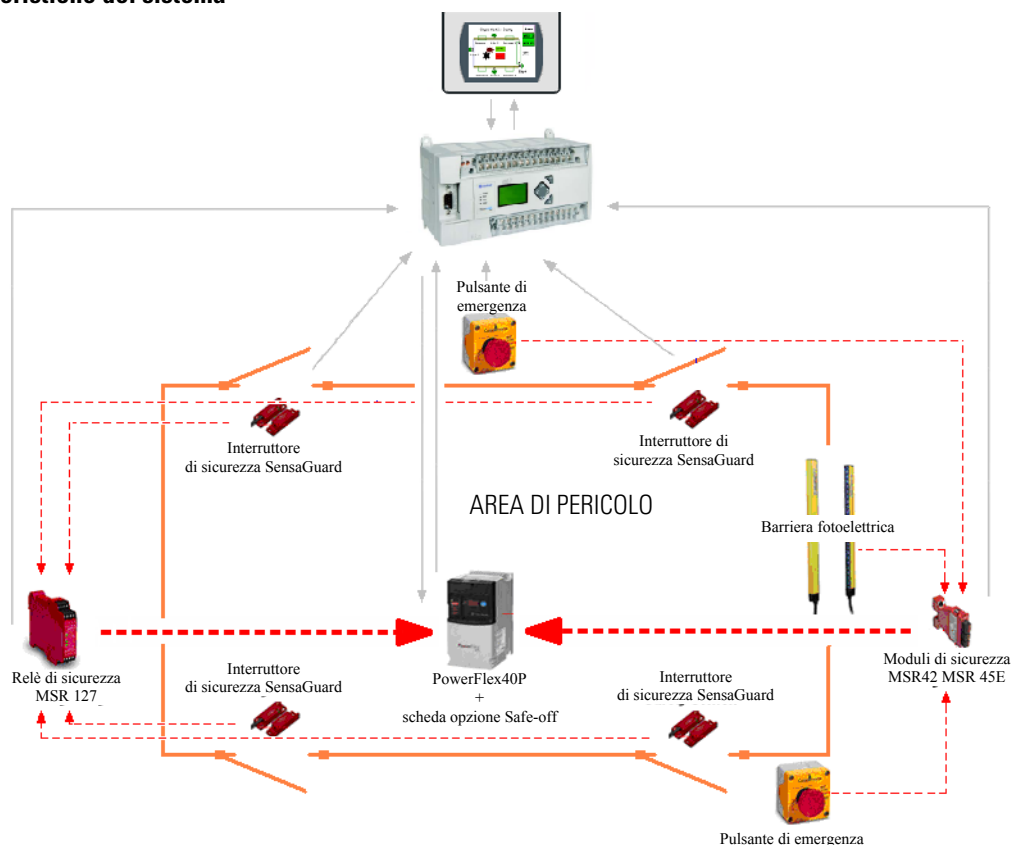 Pulsante di
emergenza
Interruttore
di sicurezza SensaGuard
Interruttore di
sicurezza SensaGuard
AREA DI PERICOLO
Barriera fotoelettrica
Relè di sicurezza
MSR 127
Interruttore
di sicurezza SensaGuard
PowerFlex40P
+
scheda opzione Safe-off
Interruttore
di sicurezza SensaGuard
Moduli di sicurezza
MSR42 MSR 45E
Pulsante di emergenza